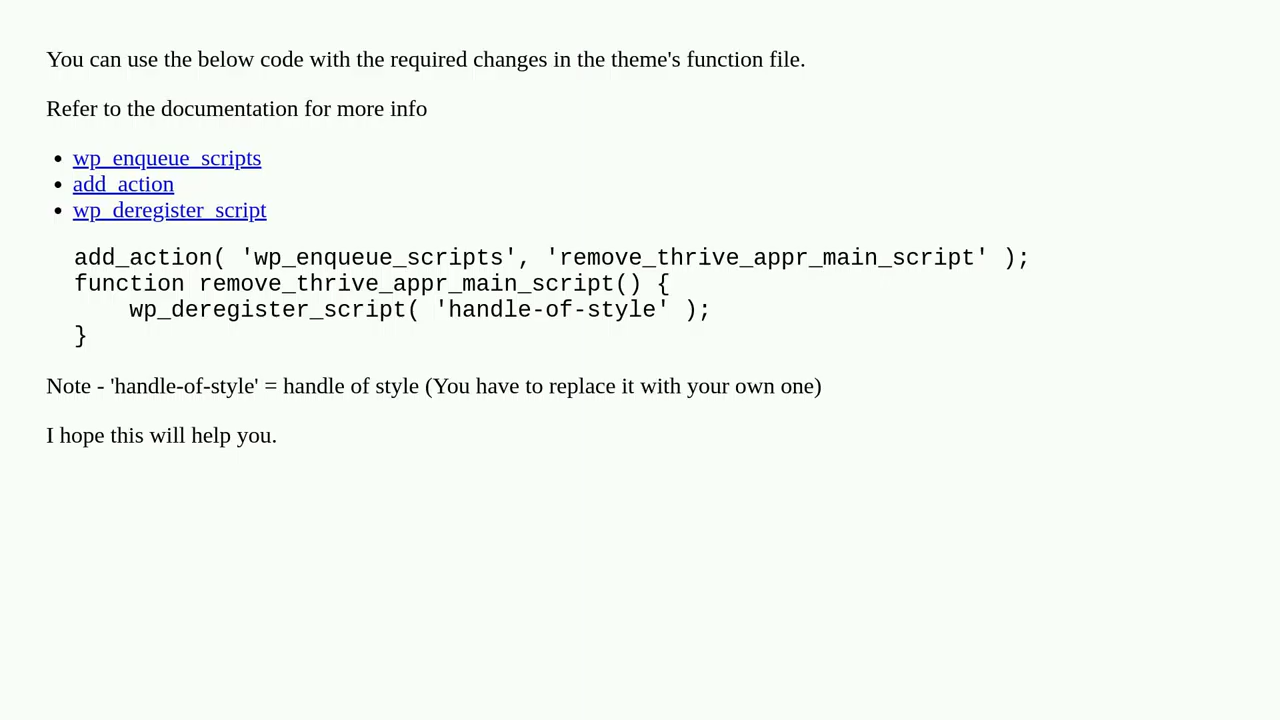 You can use the below code with the required changes in the theme's function file.
Refer to the documentation for more info
• wp_enqueue_scripts
• add_action
• wp_deregister_script
add_action( 'wp_enqueue_scripts', 'remove_thrive_appr_main_script' );
function remove_thrive_appr_main_script() {
    wp_deregister_script( 'handle-of-style' );
}
Note - 'handle-of-style' = handle of style (You have to replace it with your own one)
I hope this will help you.